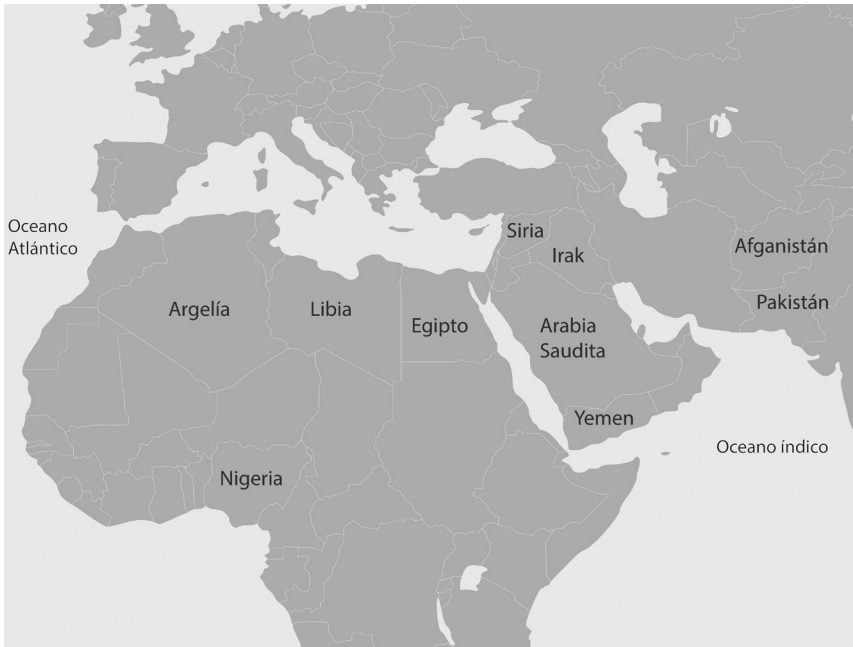 Oceano
Atlántico
Siria
Irak
Afganistán
Pakistán
Argelía
Libia
Egipto
Arabia
Saudita
Yemen
Oceano índico
Nigeria